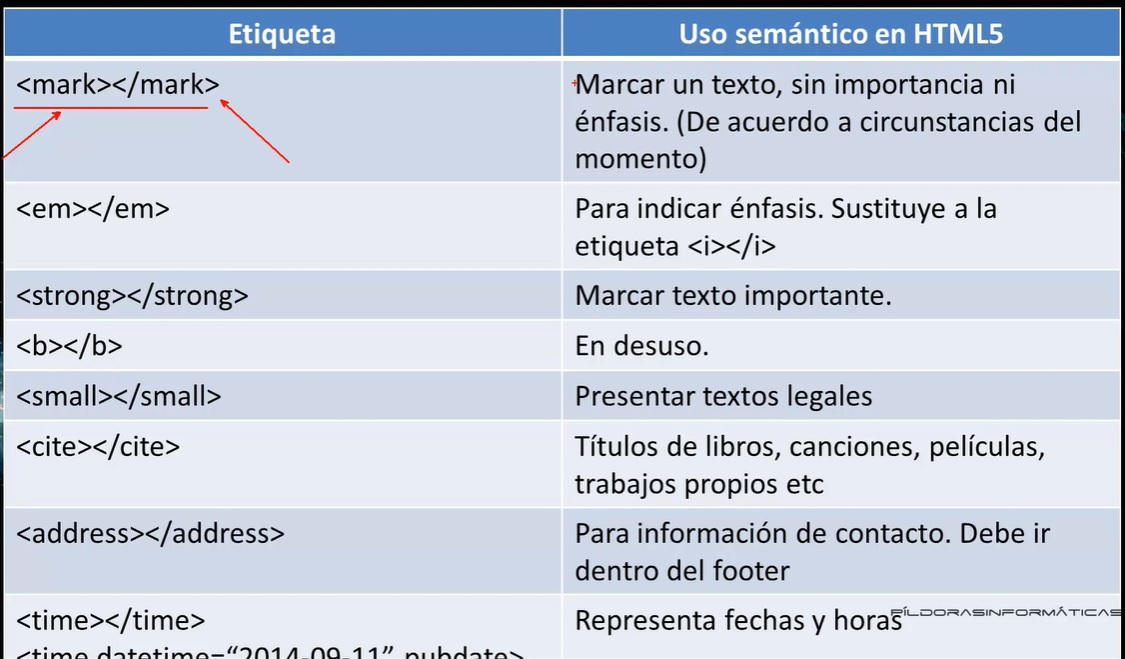 Etiqueta Uso semántico en HTML5
<mark></mark> Marcar un texto, sin importancia ni
énfasis. (De acuerdo a circunstancias del
momento)
<em></em> Para indicar énfasis. Sustituye a la
etiqueta <i></i>
<strong></strong> Marcar texto importante.
<b></b> En desuso.
<small></small> Presentar textos legales
<cite></cite> Títulos de libros, canciones, películas,
trabajos propios etc
<address></address> Para información de contacto. Debe ir
dentro del footer
<time></time> Representa fechas y horas
PÍLDORASINFORMÁTICAS
<time datetime=“2014-09-11” pubdate>